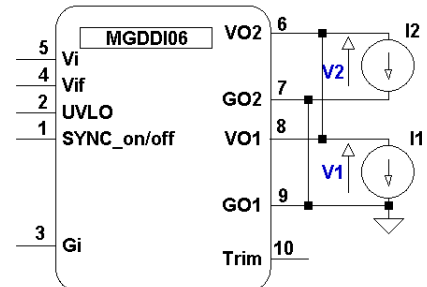 MGDDI06
5 Vi
4 Vif
2 UVLO
1 SYNC_on/off
3 Gi
VO2 6
GO2 7
VO1 8
GO1 9
Trim 10
V2
I2
V1
I1